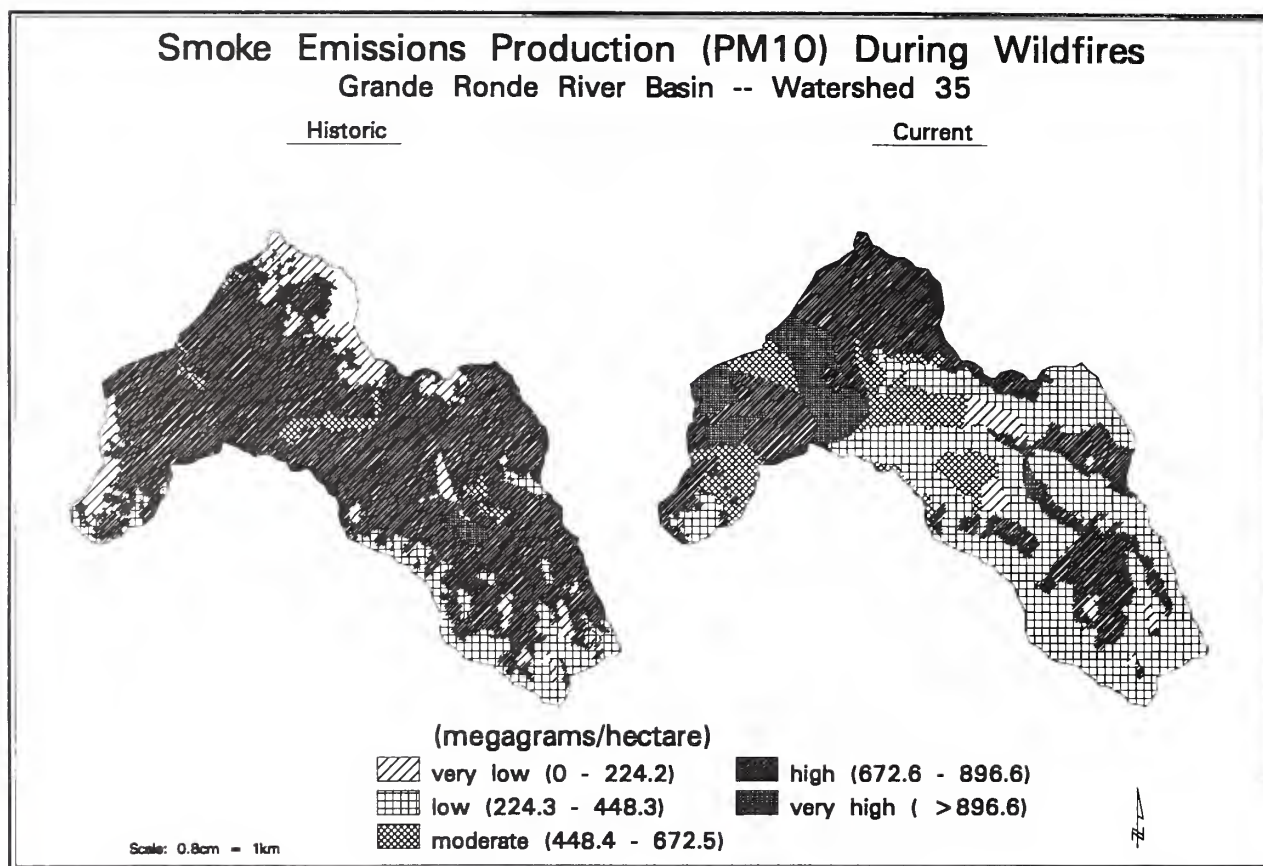 Smoke Emissions Production (PM10) During Wildfires
Grande Ronde River Basin -- Watershed 35
Historic
Current
(megagrams/hectare)
very low (0 - 224.2)
low (224.3 - 448.3)
moderate (448.4 - 672.5)
high (672.6 - 896.6)
very high ( >896.6)
Scale: 0.8cm = 1km
N